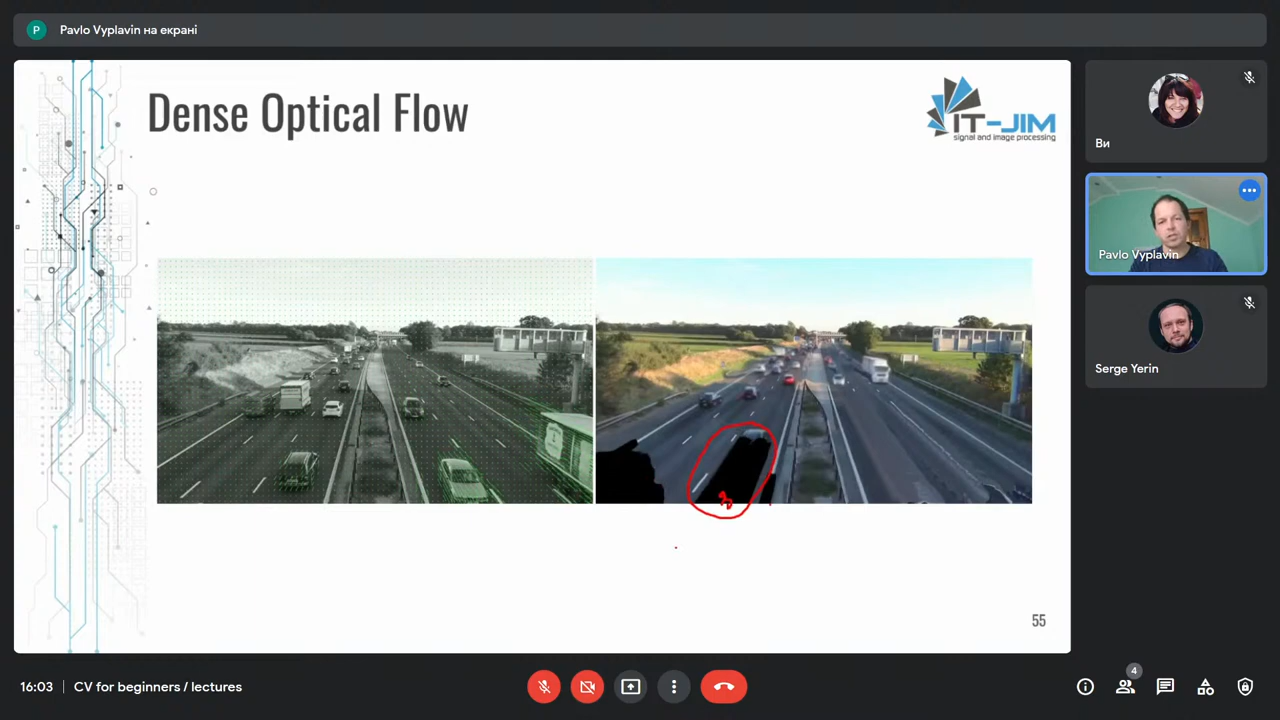 P
Pavlo Vyplavin на екрані
Dense Optical Flow
IT-JIM
signal and image processing
55
Ви
Pavlo Vyplavin
Serge Yerin
16:03 | CV for beginners / lectures
4